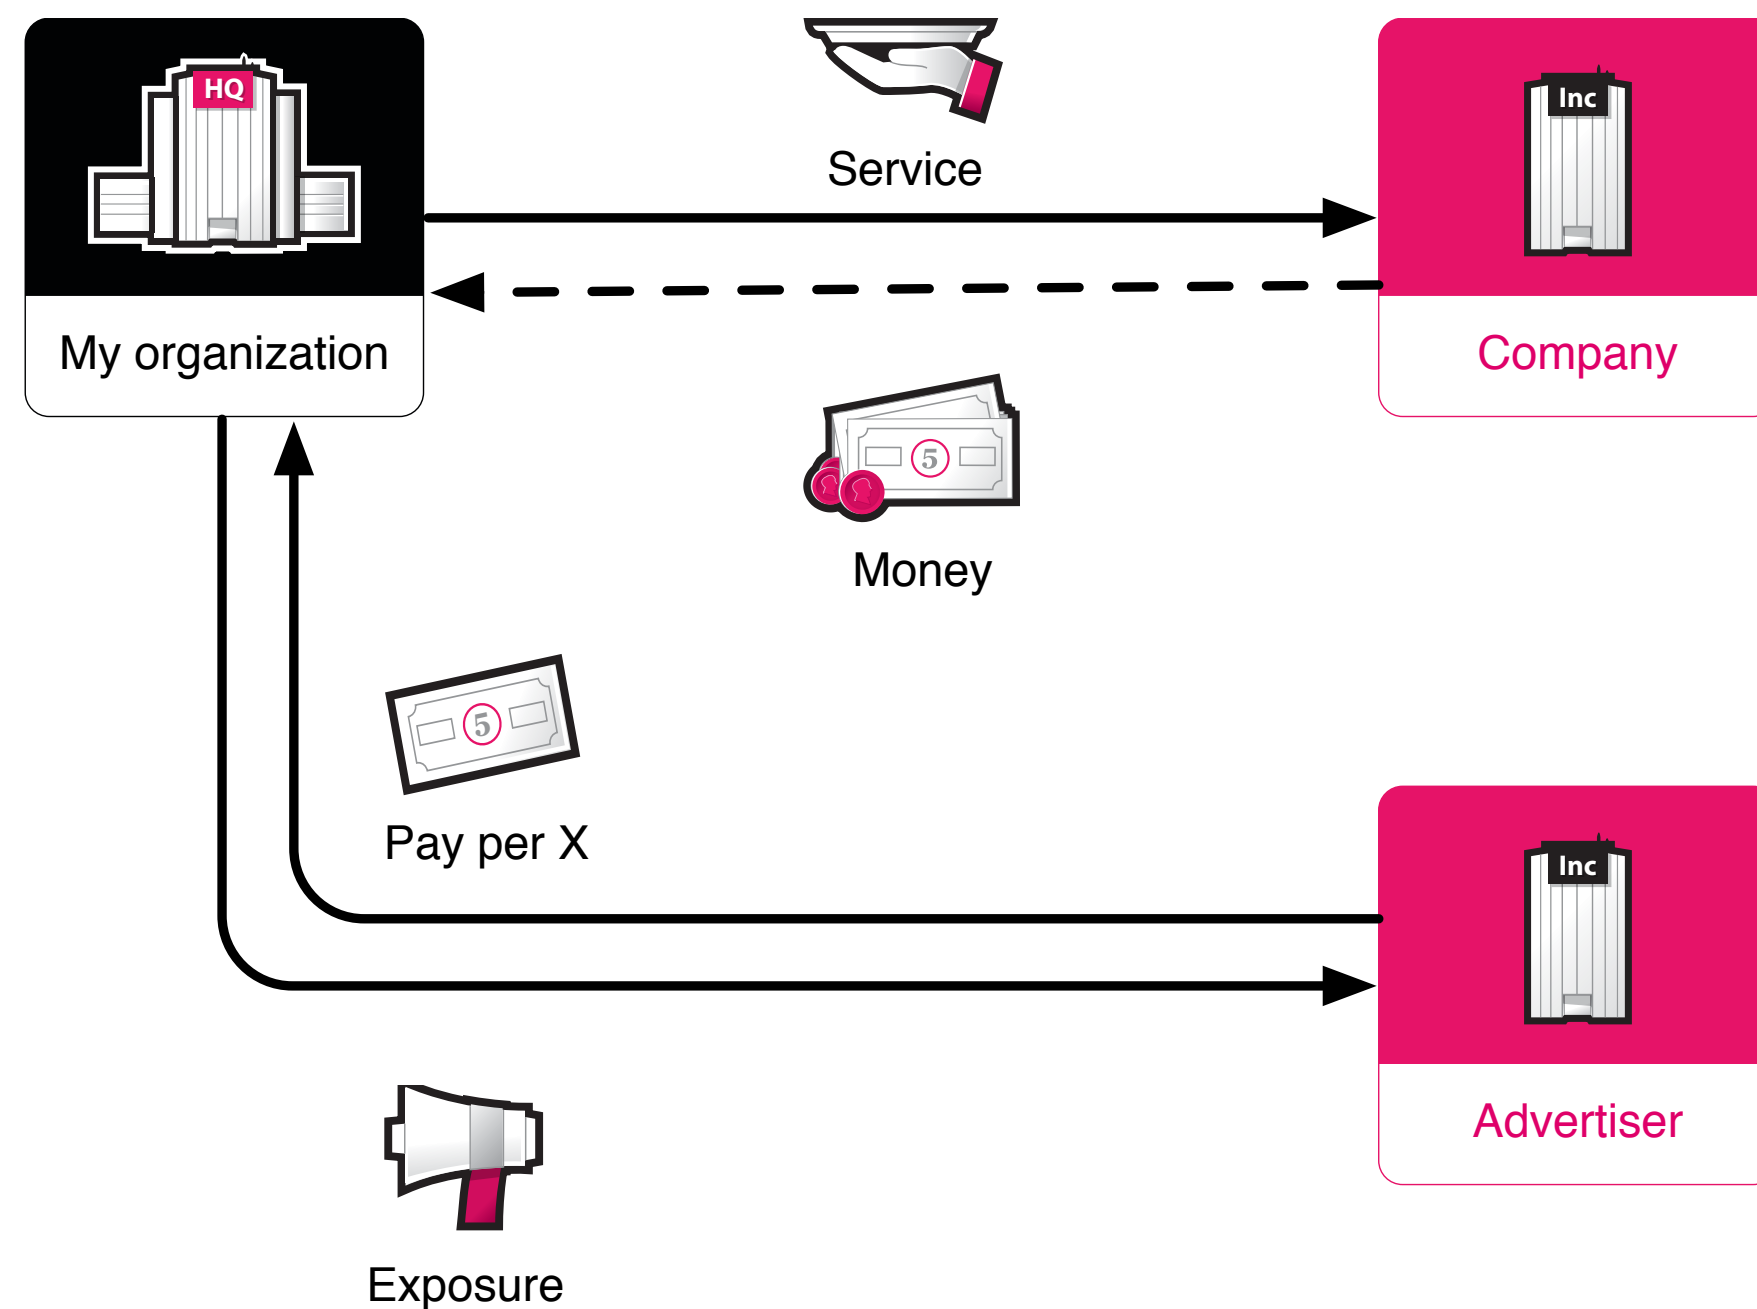 HQ
Inc
Service
My organization
Company
5
Money
5
Pay per X
Inc
Advertiser
Exposure